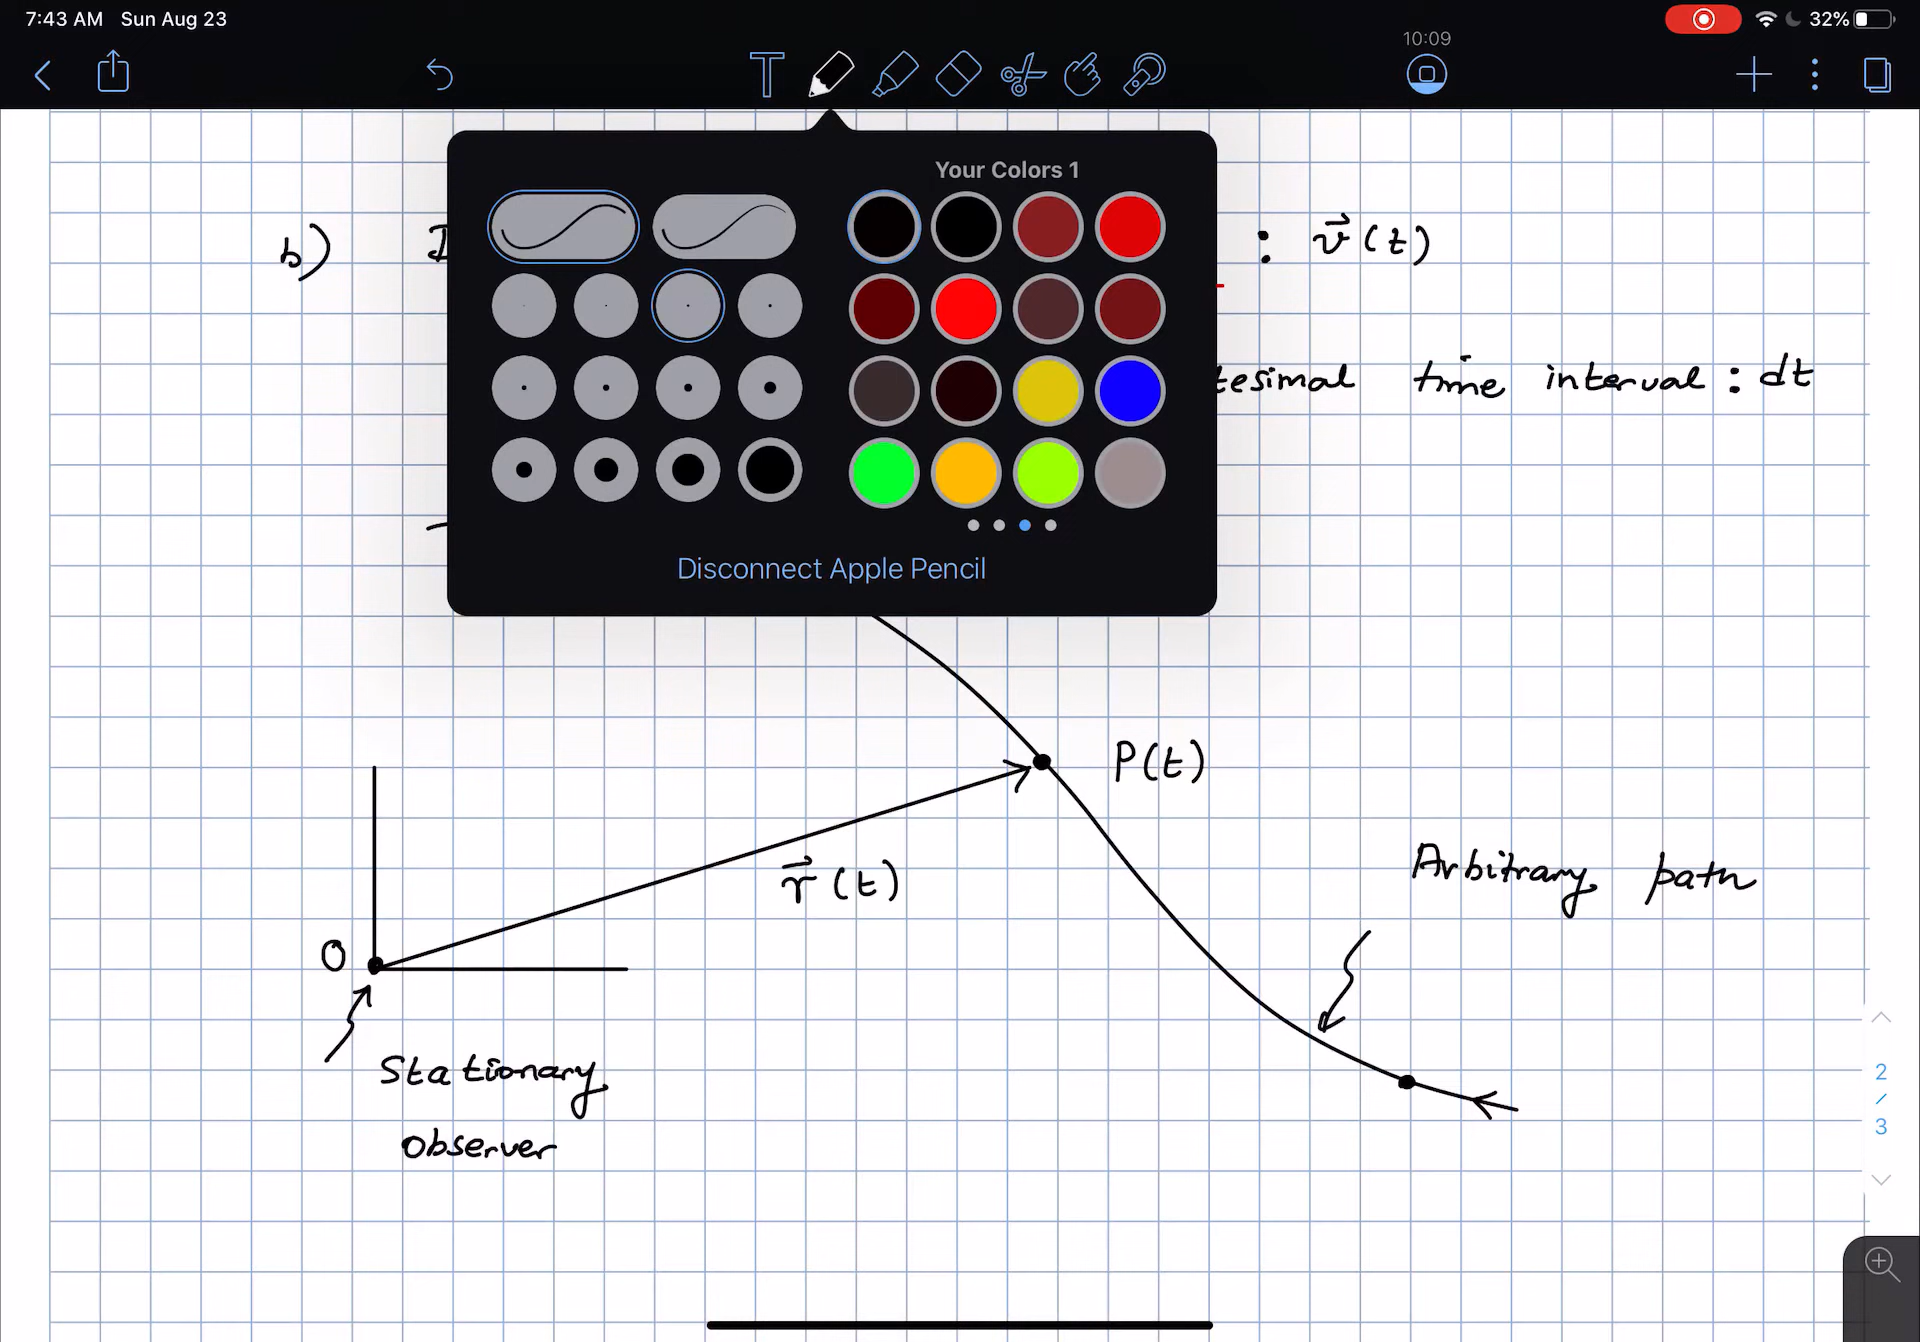 7:43 AM Sun Aug 23
32%
10:09
T
Your Colors 1
b) : v⃗(t)
tesimal time interval : dt
Disconnect Apple Pencil
P(t)
r⃗(t)
Arbitrary path
O
Stationary
Observer
2
/
3